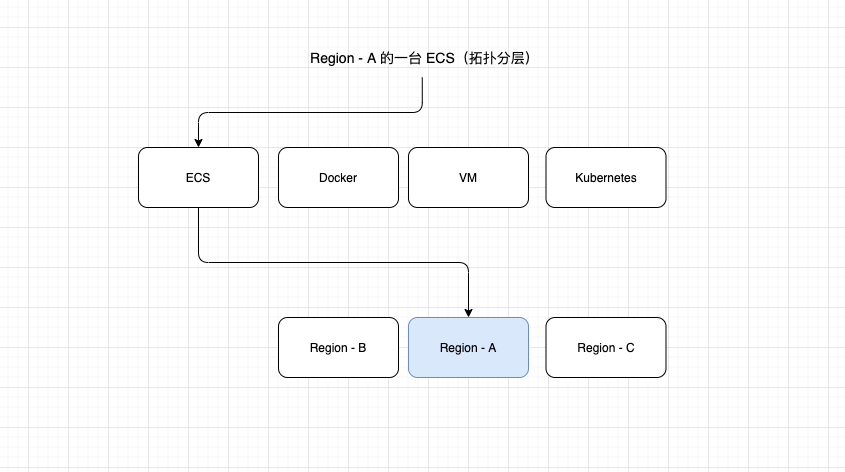 Region - A 的一台 ECS（拓扑分层）
ECS
Docker
VM
Kubernetes
Region - B
Region - A
Region - C